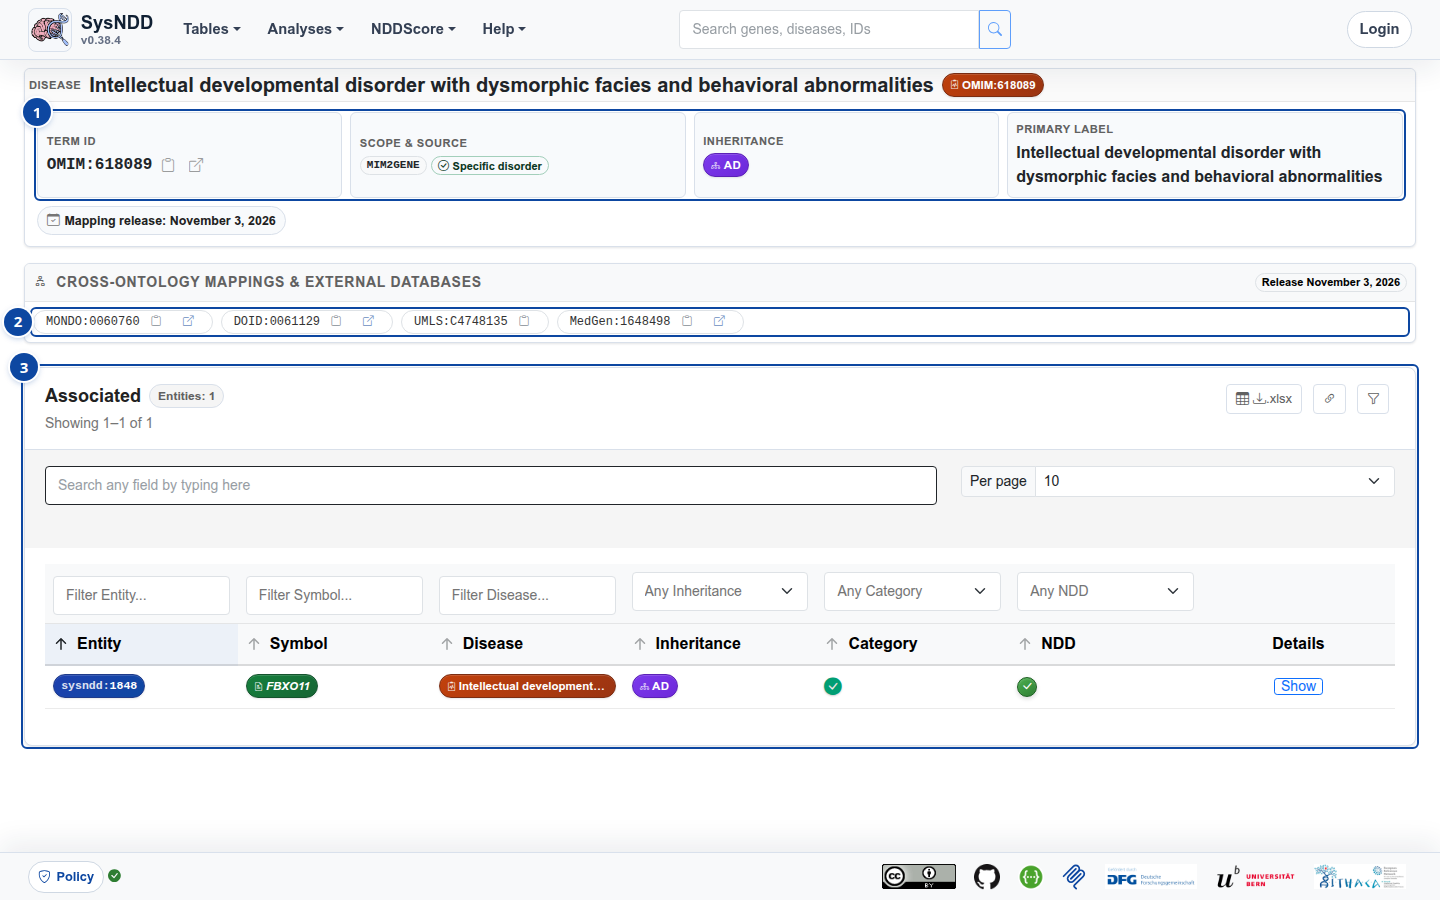 SysNDD
v0.38.4
Tables
Analyses
NDDScore
Help
Search genes, diseases, IDs
Login
DISEASE Intellectual developmental disorder with dysmorphic facies and behavioral abnormalities OMIM:618089
1
TERM ID
OMIM:618089
SCOPE & SOURCE
MIM2GENE Specific disorder
INHERITANCE
AD
PRIMARY LABEL
Intellectual developmental disorder with
dysmorphic facies and behavioral abnormalities
Mapping release: November 3, 2026
CROSS-ONTOLOGY MAPPINGS & EXTERNAL DATABASES
Release November 3, 2026
2
MONDO:0060760 DOID:0061129 UMLS:C4748135 MedGen:1648498
3
Associated Entities: 1
Showing 1–1 of 1
.xlsx
Search any field by typing here
Per page 10
Filter Entity... Filter Symbol... Filter Disease... Any Inheritance Any Category Any NDD
Entity Symbol Disease Inheritance Category NDD Details
sysndd:1848 FBXO11 Intellectual development... AD Show
Policy
CC BY
DFG Deutsche Forschungsgemeinschaft
u b UNIVERSITÄT BERN
ITHACA